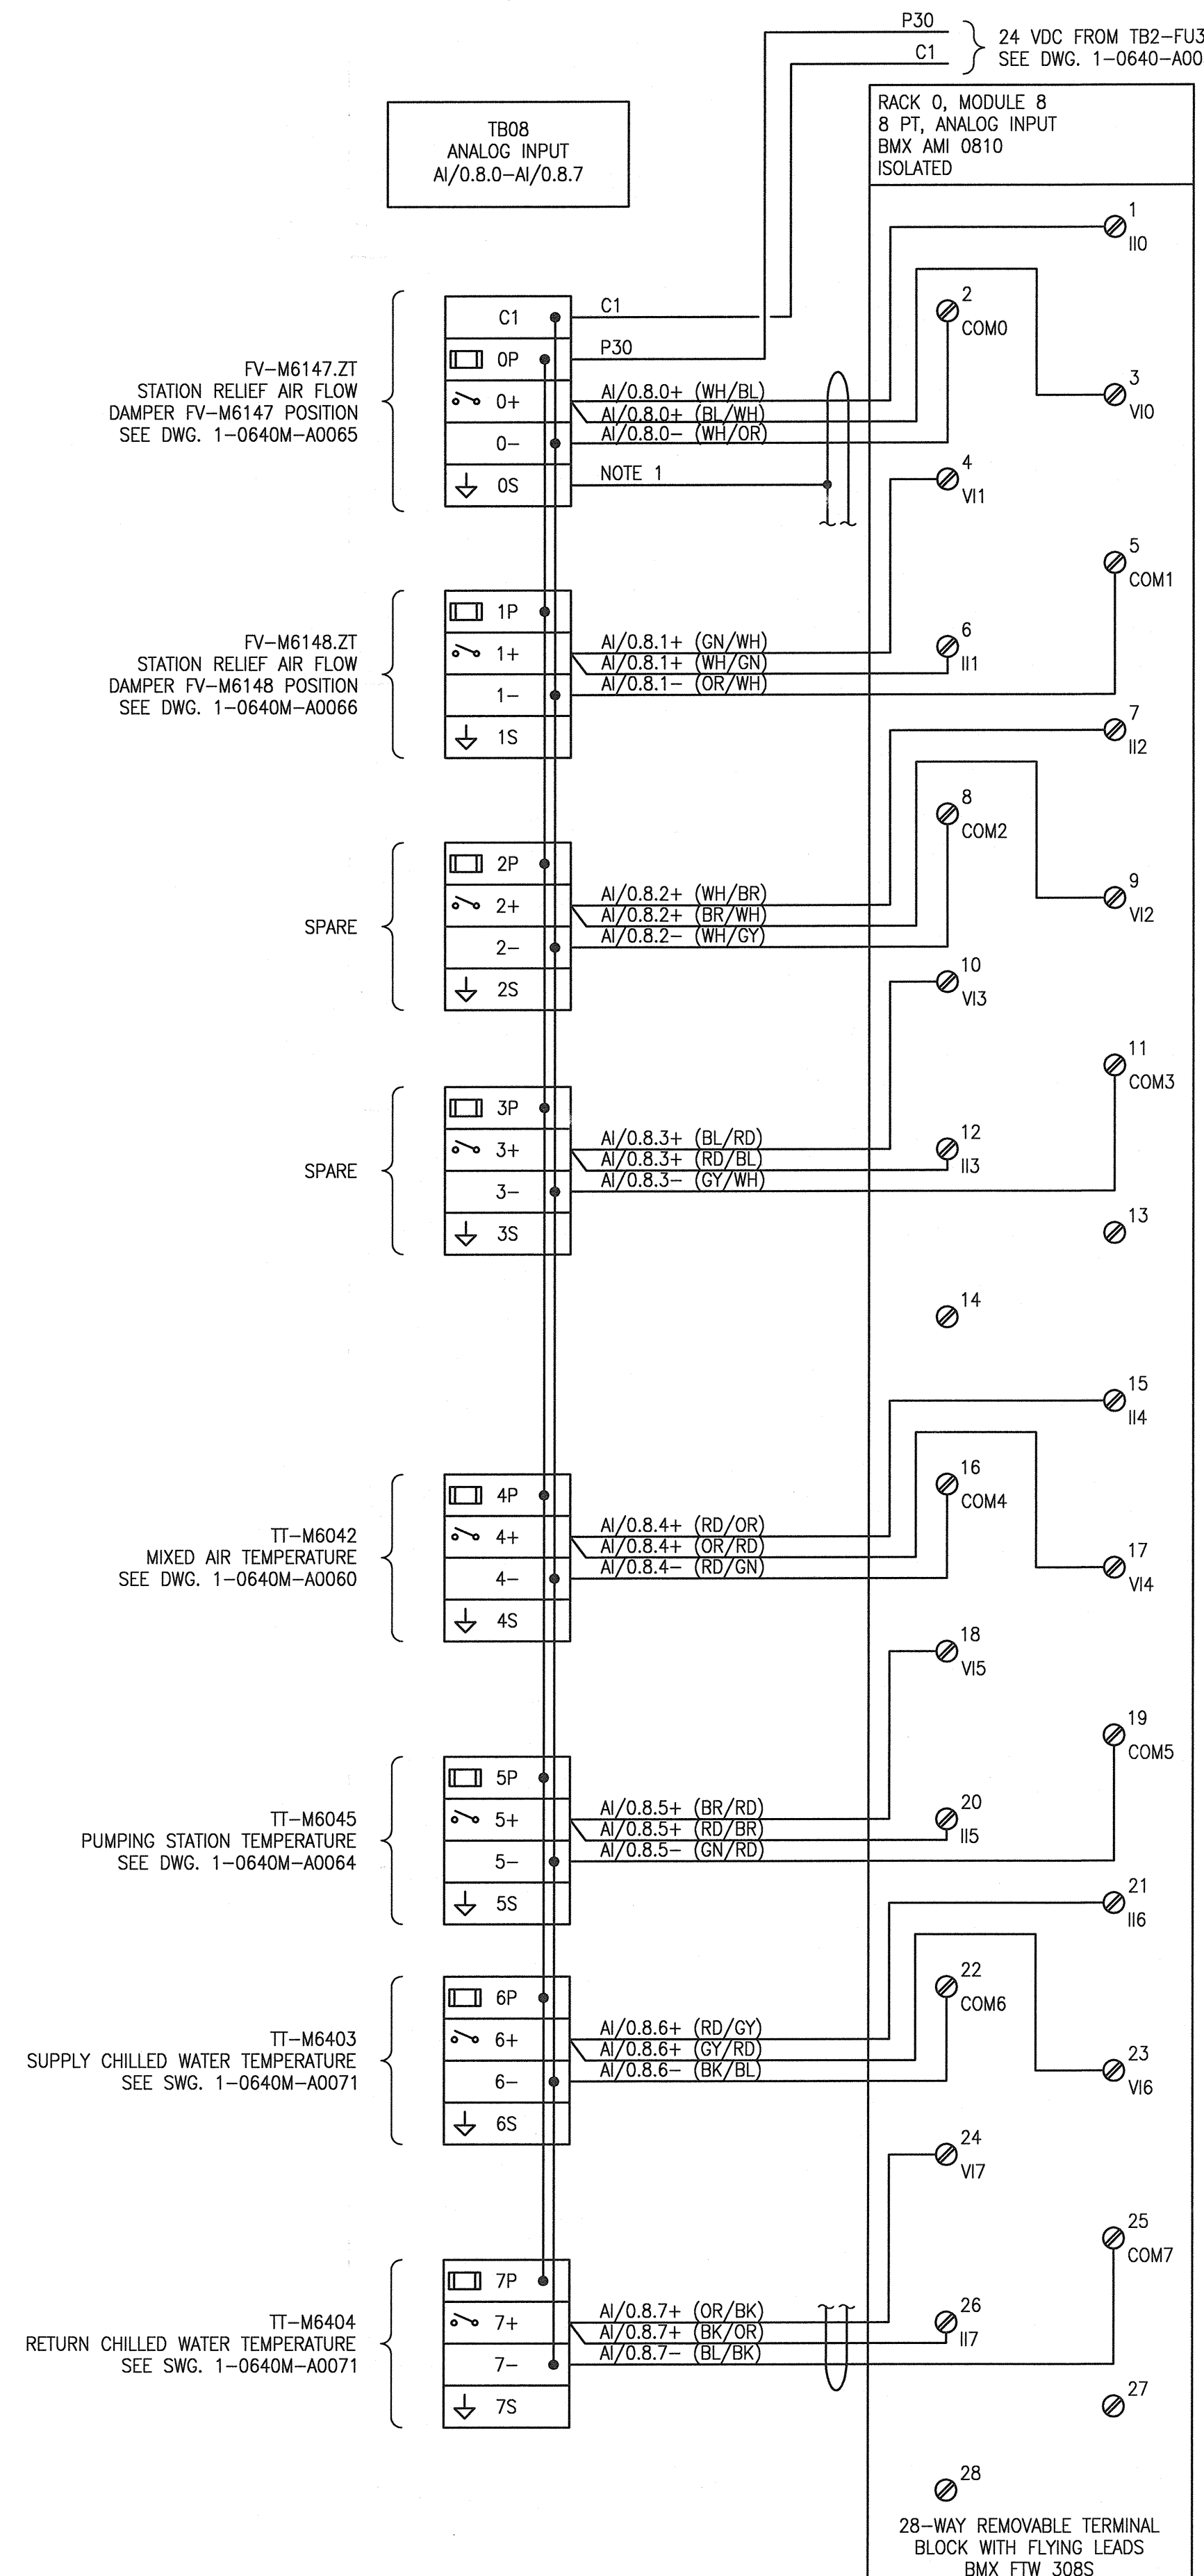 P30
C1
24 VDC FROM TB2-FU3
SEE DWG. 1-0640-A00
TB08
ANALOG INPUT
AI/0.8.0-AI/0.8.7
RACK 0, MODULE 8
8 PT, ANALOG INPUT
BMX AMI 0810
ISOLATED
FV-M6147.ZT
STATION RELIEF AIR FLOW
DAMPER FV-M6147 POSITION
SEE DWG. 1-0640M-A0065
C1
0P
0+
0-
0S
C1
P30
AI/0.8.0+ (WH/BL)
AI/0.8.0+ (BL/WH)
AI/0.8.0- (WH/OR)
NOTE 1
1
II0
2
COM0
3
VI0
4
VI1
FV-M6148.ZT
STATION RELIEF AIR FLOW
DAMPER FV-M6148 POSITION
SEE DWG. 1-0640M-A0066
1P
1+
1-
1S
AI/0.8.1+ (GN/WH)
AI/0.8.1+ (WH/GN)
AI/0.8.1- (OR/WH)
5
COM1
6
II1
7
II2
SPARE
2P
2+
2-
2S
AI/0.8.2+ (WH/BR)
AI/0.8.2+ (BR/WH)
AI/0.8.2- (WH/GY)
8
COM2
9
VI2
10
VI3
SPARE
3P
3+
3-
3S
AI/0.8.3+ (BL/RD)
AI/0.8.3+ (RD/BL)
AI/0.8.3- (GY/WH)
11
COM3
12
II3
13
14
15
II4
TT-M6042
MIXED AIR TEMPERATURE
SEE DWG. 1-0640M-A0060
4P
4+
4-
4S
AI/0.8.4+ (RD/OR)
AI/0.8.4+ (OR/RD)
AI/0.8.4- (RD/GN)
16
COM4
17
VI4
18
VI5
TT-M6045
PUMPING STATION TEMPERATURE
SEE DWG. 1-0640M-A0064
5P
5+
5-
5S
AI/0.8.5+ (BR/RD)
AI/0.8.5+ (RD/BR)
AI/0.8.5- (GN/RD)
19
COM5
20
II5
21
II6
TT-M6403
SUPPLY CHILLED WATER TEMPERATURE
SEE SWG. 1-0640M-A0071
6P
6+
6-
6S
AI/0.8.6+ (RD/GY)
AI/0.8.6+ (GY/RD)
AI/0.8.6- (BK/BL)
22
COM6
23
VI6
24
VI7
TT-M6404
RETURN CHILLED WATER TEMPERATURE
SEE SWG. 1-0640M-A0071
7P
7+
7-
7S
AI/0.8.7+ (OR/BK)
AI/0.8.7+ (BK/OR)
AI/0.8.7- (BL/BK)
25
COM7
26
II7
27
28
28-WAY REMOVABLE TERMINAL
BLOCK WITH FLYING LEADS
BMX FTW 308S